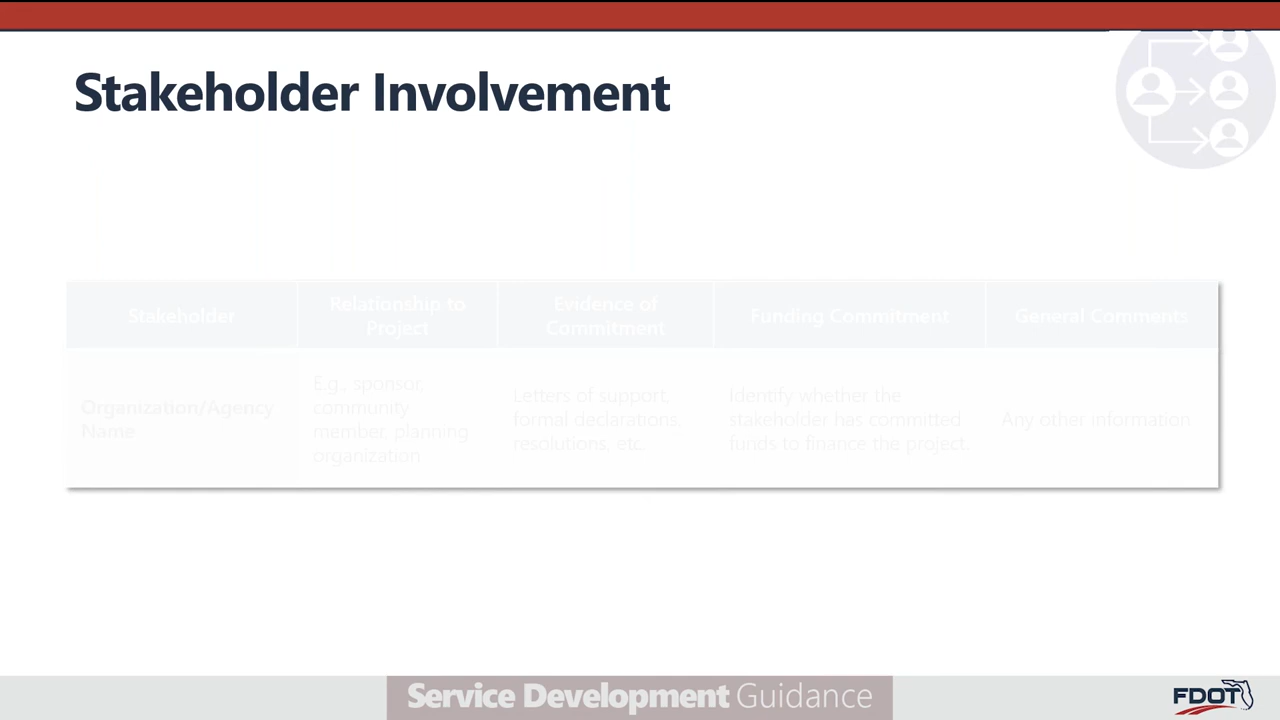 Stakeholder Involvement
Stakeholder
Relationship to
Project
Evidence of
Commitment
Funding Commitment
General Comments
Organization/Agency
Name
E.g., sponsor,
community
member, planning
organization
Letters of support,
formal declarations,
resolutions, etc.
Identify whether the
stakeholder has committed
funds to finance the project.
Any other information
Service Development Guidance
FDOT